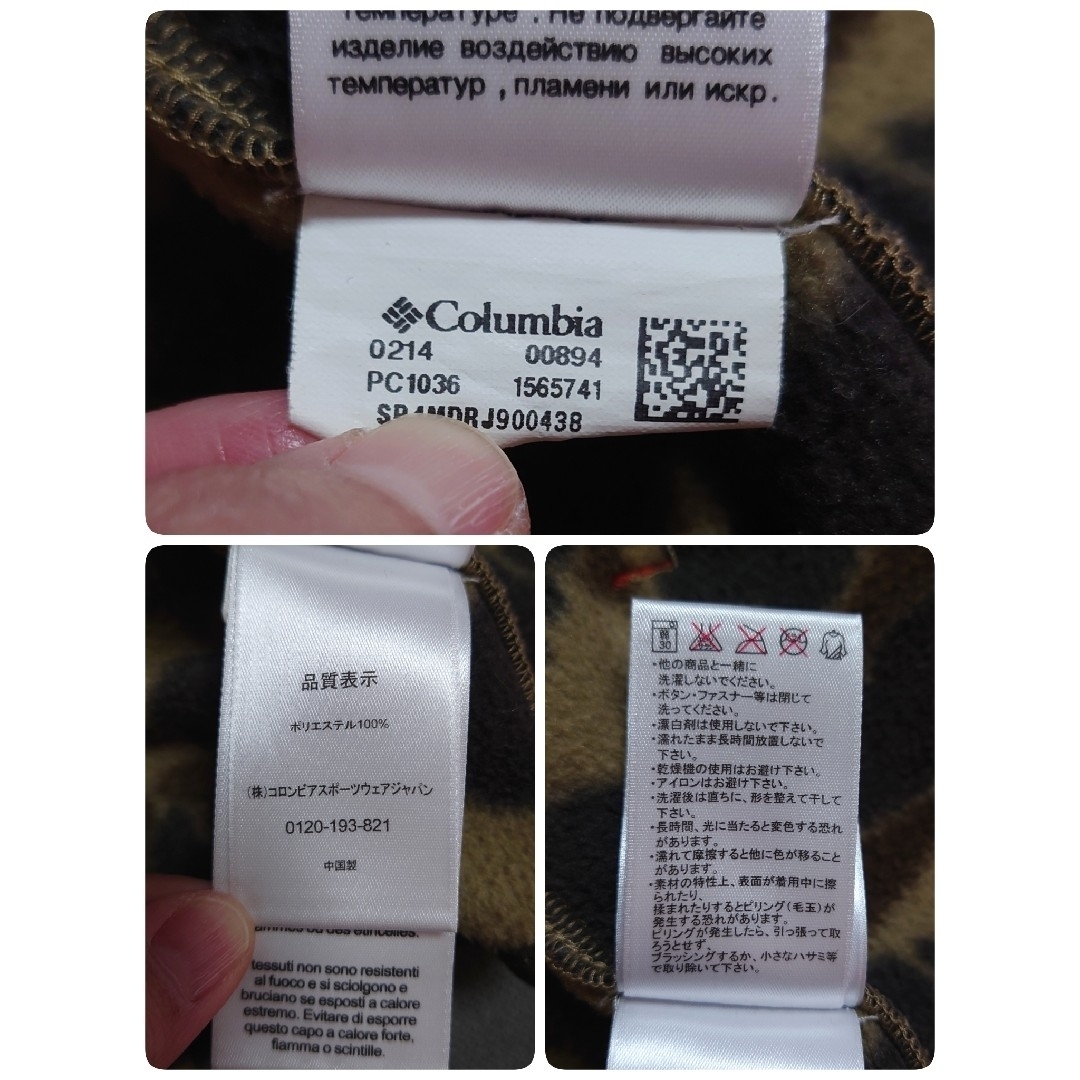 температуре . Не подвергайте
изделие воздействию высоких
температур ,пламени или искр.
Columbia
0214 00894
PC1036 1565741
900438
品質表示
ポリエステル100%
(株)コロンビアスポーツウェアジャパン
0120-193-821
中国製
ou des étincelles.
tessuti non sono resistenti
al fuoco e si sciolgono e
bruciano se esposti a calore
estremo. Evitare di esporre
questo capo a calore forte,
fiamma o scintille.
30
・他の商品と一緒に
洗濯しないでください。
・ボタン・ファスナー等は閉じて
洗ってください。
・漂白剤は使用しないで下さい。
・濡れたまま長時間放置しないで
下さい。
・乾燥機の使用はお避け下さい。
・アイロンはお避け下さい。
・洗濯後は直ちに、形を整えて干して
下さい。
・長時間、光に当たると変色する恐れ
があります。
・濡れて摩擦すると他に色が移ること
があります。
・素材の特性上、表面が着用中に擦
られたり、
揉まれたりするとピリング(毛玉)が
発生する恐れがあります。
ピリングが発生したら、引っ張って取
ろうとせず、
ブラッシングするか、小さなハサミ等
で取り除いて下さい。